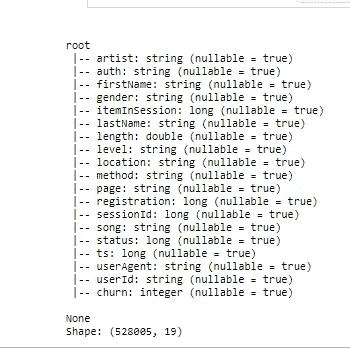 root
 |-- artist: string (nullable = true)
 |-- auth: string (nullable = true)
 |-- firstName: string (nullable = true)
 |-- gender: string (nullable = true)
 |-- itemInSession: long (nullable = true)
 |-- lastName: string (nullable = true)
 |-- length: double (nullable = true)
 |-- level: string (nullable = true)
 |-- location: string (nullable = true)
 |-- method: string (nullable = true)
 |-- page: string (nullable = true)
 |-- registration: long (nullable = true)
 |-- sessionId: long (nullable = true)
 |-- song: string (nullable = true)
 |-- status: long (nullable = true)
 |-- ts: long (nullable = true)
 |-- userAgent: string (nullable = true)
 |-- userId: string (nullable = true)
 |-- churn: integer (nullable = true)
None
Shape: (528005, 19)